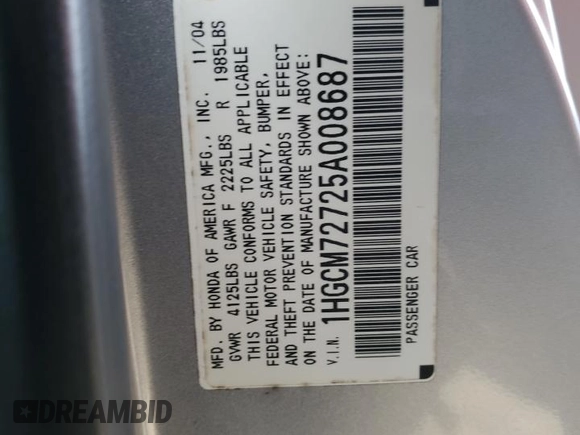 MFD. BY HONDA OF AMERICA MFG., INC. 11/04
GVWR 4125LBS GAWR F 2225LBS R 1985LBS
THIS VEHICLE CONFORMS TO ALL APPLICABLE
FEDERAL MOTOR VEHICLE SAFETY, BUMPER,
AND THEFT PREVENTION STANDARDS IN EFFECT
ON THE DATE OF MANUFACTURE SHOWN ABOVE:
V.I.N. 1HGCM72725A008687
PASSENGER CAR
DREAMBID